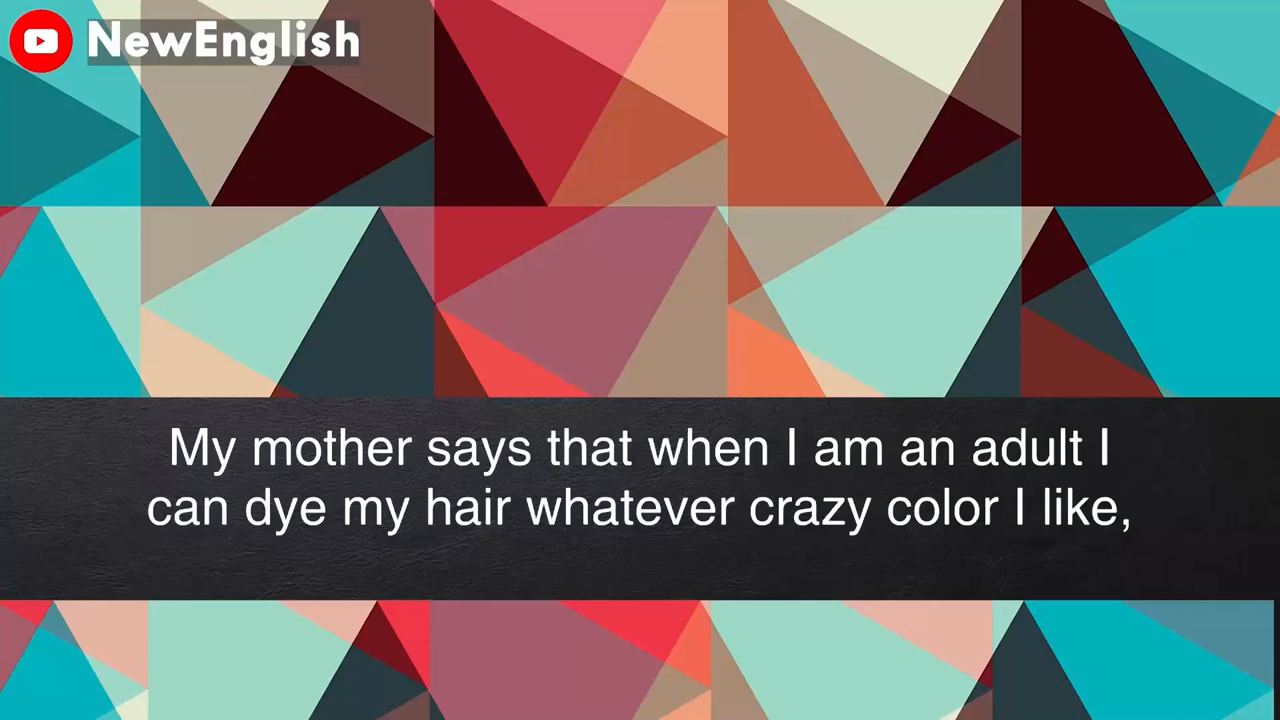 NewEnglish
My mother says that when I am an adult I
can dye my hair whatever crazy color I like,